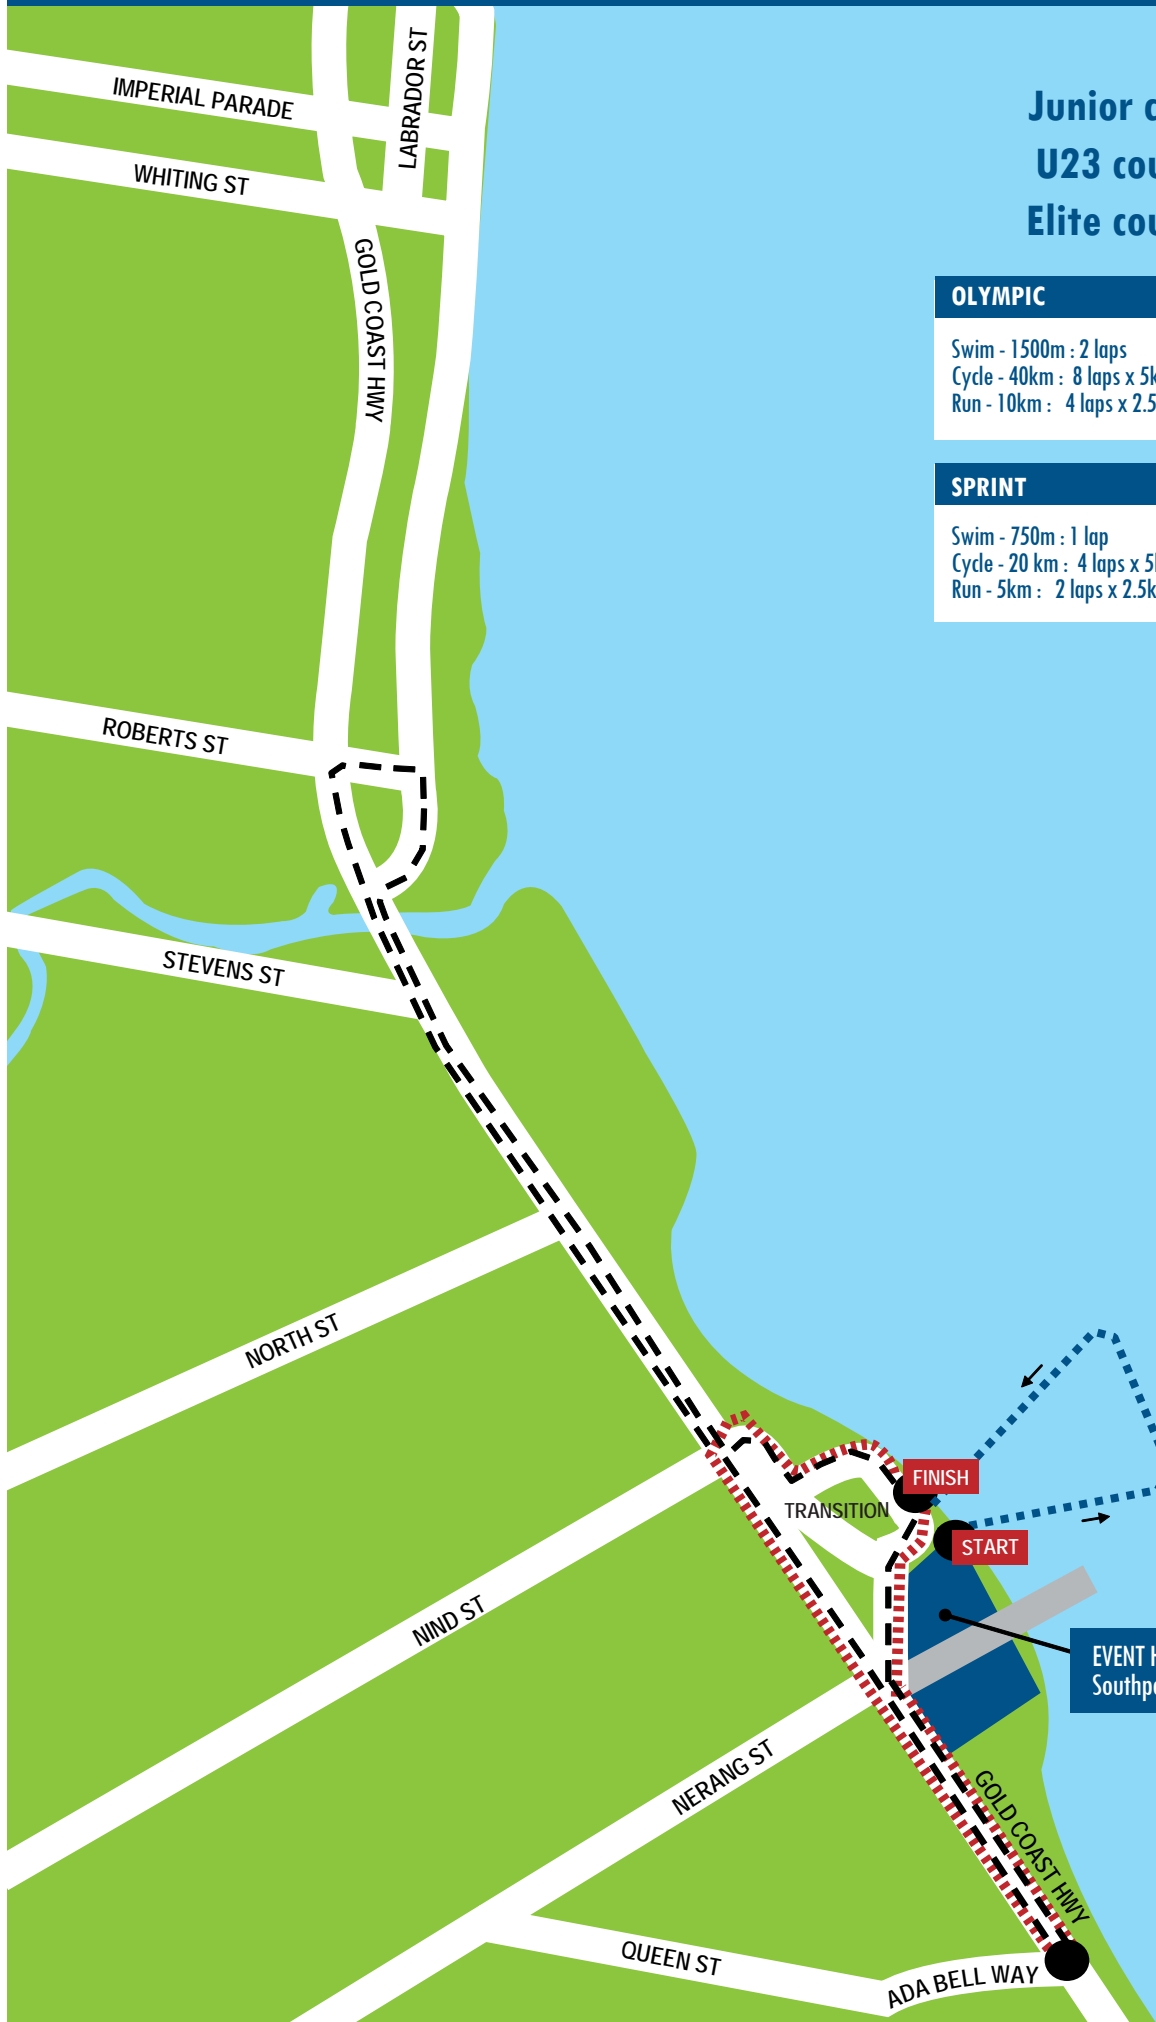 IMPERIAL PARADE
LABRADOR ST
WHITING ST
GOLD COAST HWY
Junior
U23
Elite
OLYMPIC
Swim - 1500m : 2 laps
Cycle - 40km : 8 laps x
Run - 10km : 4 laps x 2.5
SPRINT
Swim - 750m : 1 lap
Cycle - 20 km : 4 laps x
Run - 5km : 2 laps x
ROBERTS ST
STEVENS ST
NORTH ST
FINISH
TRANSITION
START
NIND ST
EVENT
NERANG ST
GOLD COAST HWY
QUEEN ST
ADA BELL WAY